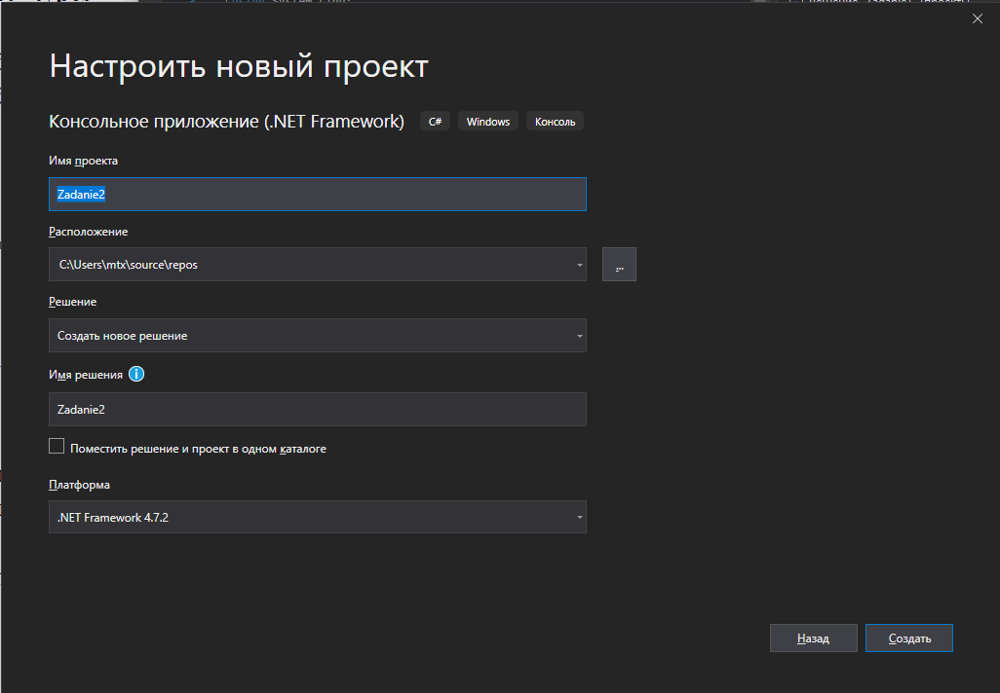 Настроить новый проект
Консольное приложение (.NET Framework) C# Windows Консоль
Имя проекта
Zadanie2
Расположение
C:\Users\mtx\source\repos
...
Решение
Создать новое решение
Имя решения
Zadanie2
Поместить решение и проект в одном каталоге
Платформа
.NET Framework 4.7.2
Назад Создать